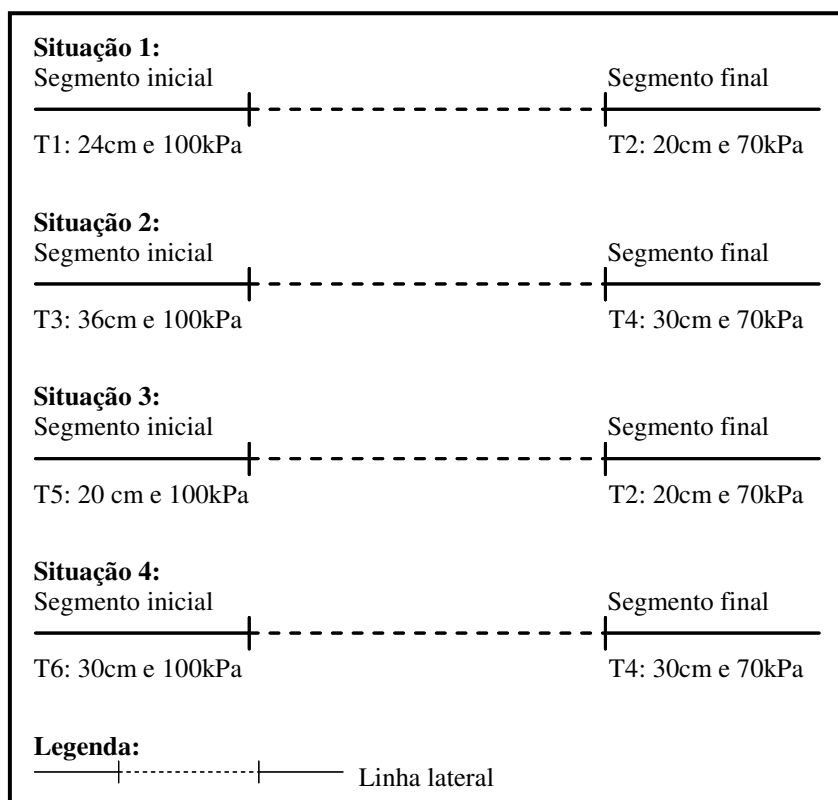 Situação 1:
Segmento inicial Segmento final
T1: 24cm e 100kPa T2: 20cm e 70kPa
Situação 2:
Segmento inicial Segmento final
T3: 36cm e 100kPa T4: 30cm e 70kPa
Situação 3:
Segmento inicial Segmento final
T5: 20 cm e 100kPa T2: 20cm e 70kPa
Situação 4:
Segmento inicial Segmento final
T6: 30cm e 100kPa T4: 30cm e 70kPa
Legenda:
Linha lateral